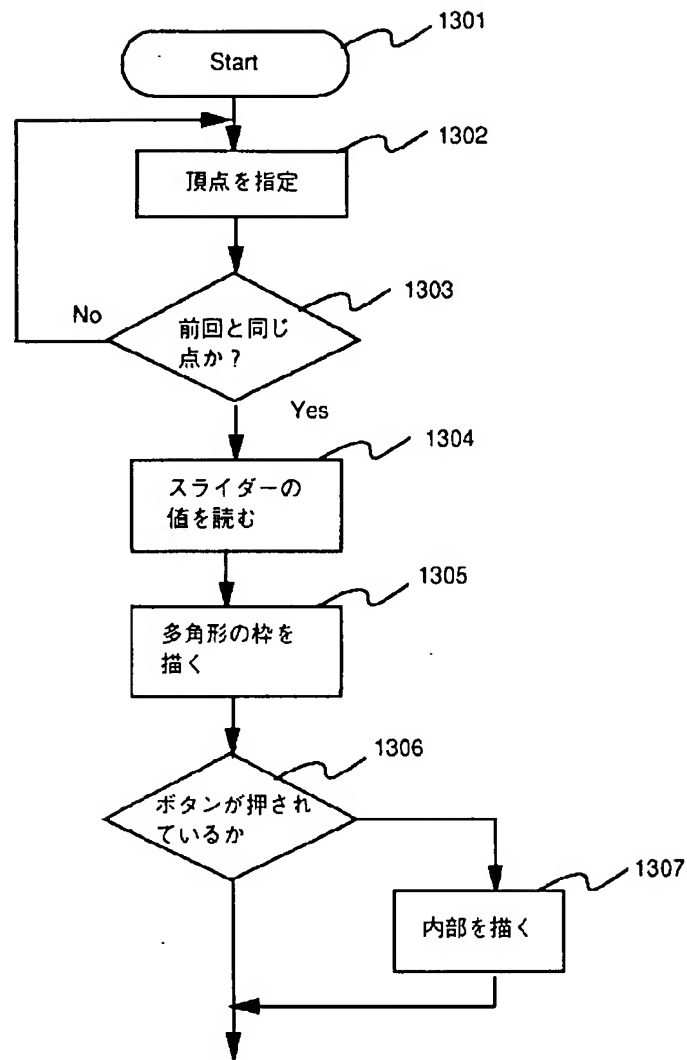 1301
Start
1302
頂点を指定
1303
No
前回と同じ
点か？
Yes
1304
スライダーの
値を読む
1305
多角形の枠を
描く
1306
ボタンが押され
ているか
1307
内部を描く